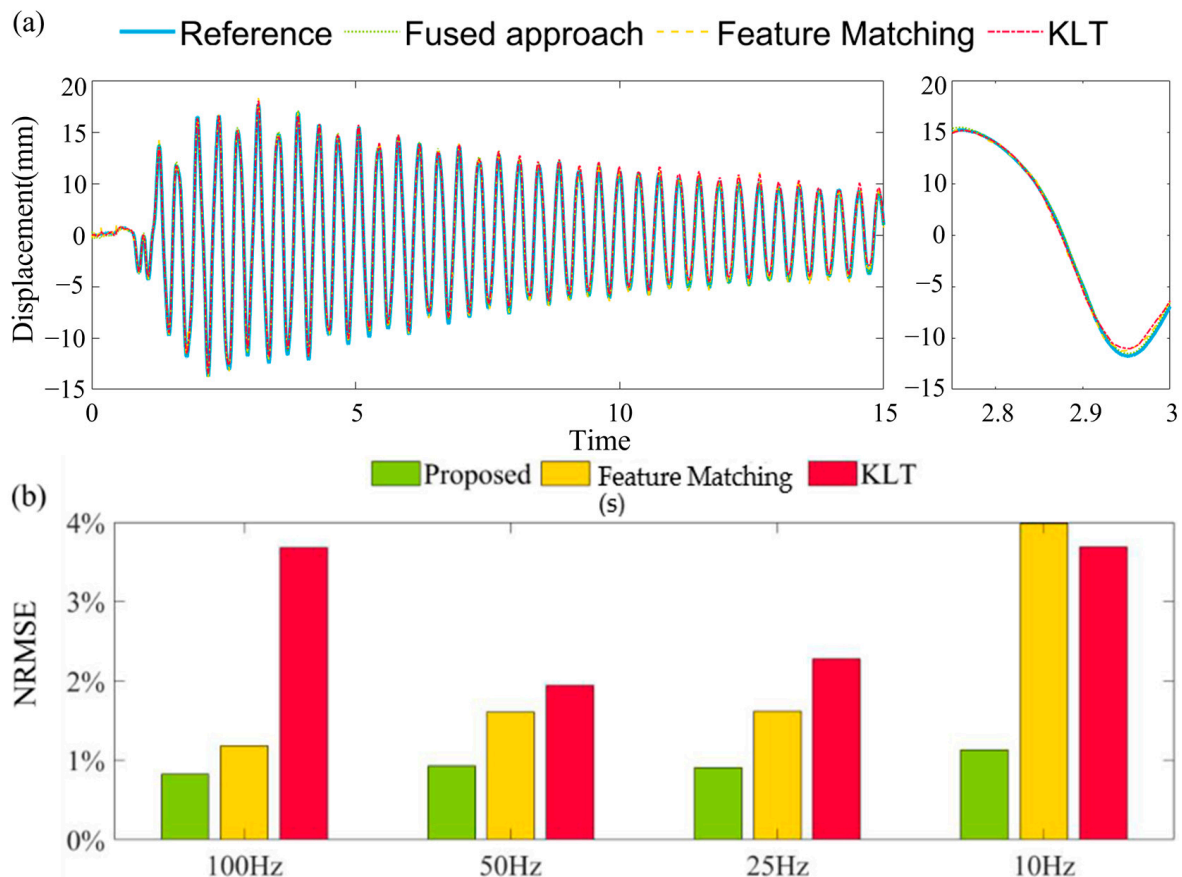 (a)
Reference Fused approach Feature Matching KLT
Displacement(mm)
20
15
10
5
0
−5
−10
−15
0 5 10 15
Time
20
15
10
0
−5
−10
−15
2.8 2.9 3
(b)
Proposed Feature Matching KLT
(s)
NRMSE
4%
3%
2%
1%
0%
100Hz 50Hz 25Hz 10Hz